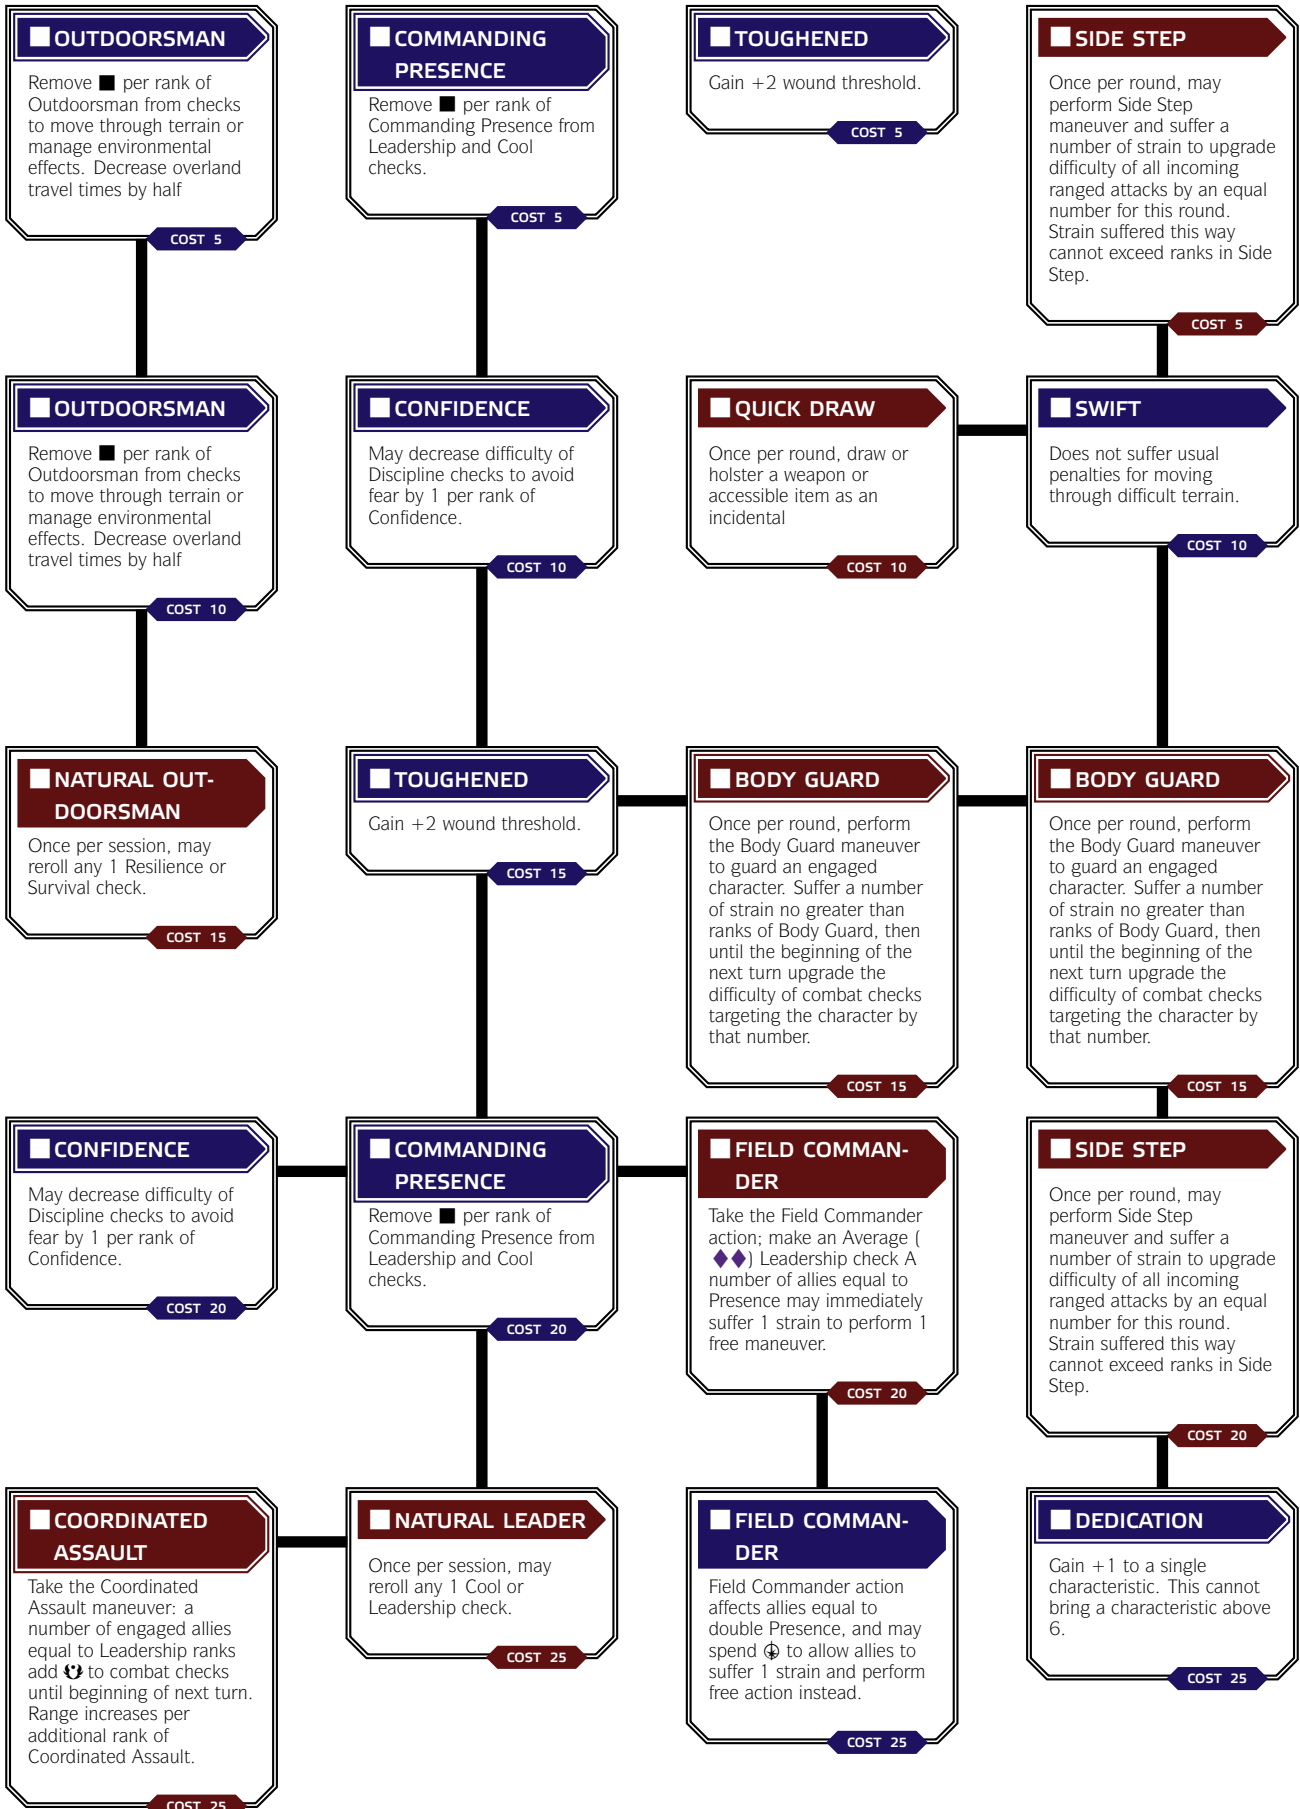 OUTDOORSMAN
Remove ■ per rank of
Outdoorsman from checks
to move through terrain or
manage environmental
effects. Decrease overland
travel times by half
COST 5
COMMANDING
PRESENCE
Remove ■ per rank of
Commanding Presence from
Leadership and Cool
checks.
COST 5
TOUGHENED
Gain +2 wound threshold.
COST 5
SIDE STEP
Once per round, may
perform Side Step
maneuver and suffer a
number of strain to upgrade
difficulty of all incoming
ranged attacks by an equal
number for this round.
Strain suffered this way
cannot exceed ranks in Side
Step.
COST 5
OUTDOORSMAN
Remove ■ per rank of
Outdoorsman from checks
to move through terrain or
manage environmental
effects. Decrease overland
travel times by half
COST 10
CONFIDENCE
May decrease difficulty of
Discipline checks to avoid
fear by 1 per rank of
Confidence.
COST 10
QUICK DRAW
Once per round, draw or
holster a weapon or
accessible item as an
incidental
COST 10
SWIFT
Does not suffer usual
penalties for moving
through difficult terrain.
COST 10
NATURAL OUT-
DOORSMAN
Once per session, may
reroll any 1 Resilience or
Survival check.
COST 15
TOUGHENED
Gain +2 wound threshold.
COST 15
BODY GUARD
Once per round, perform
the Body Guard maneuver
to guard an engaged
character. Suffer a number
of strain no greater than
ranks of Body Guard, then
until the beginning of the
next turn upgrade the
difficulty of combat checks
targeting the character by
that number.
COST 15
BODY GUARD
Once per round, perform
the Body Guard maneuver
to guard an engaged
character. Suffer a number
of strain no greater than
ranks of Body Guard, then
until the beginning of the
next turn upgrade the
difficulty of combat checks
targeting the character by
that number.
COST 15
CONFIDENCE
May decrease difficulty of
Discipline checks to avoid
fear by 1 per rank of
Confidence.
COST 20
COMMANDING
PRESENCE
Remove ■ per rank of
Commanding Presence from
Leadership and Cool
checks.
COST 20
FIELD COMMAN-
DER
Take the Field Commander
action; make an Average (
♦♦) Leadership check A
number of allies equal to
Presence may immediately
suffer 1 strain to perform 1
free maneuver.
COST 20
SIDE STEP
Once per round, may
perform Side Step
maneuver and suffer a
number of strain to upgrade
difficulty of all incoming
ranged attacks by an equal
number for this round.
Strain suffered this way
cannot exceed ranks in Side
Step.
COST 20
COORDINATED
ASSAULT
Take the Coordinated
Assault maneuver: a
number of engaged allies
equal to Leadership ranks
add to combat checks
until beginning of next turn.
Range increases per
additional rank of
Coordinated Assault.
COST 25
NATURAL LEADER
Once per session, may
reroll any 1 Cool or
Leadership check.
COST 25
FIELD COMMAN-
DER
Field Commander action
affects allies equal to
double Presence, and may
spend to allow allies to
suffer 1 strain and perform
free action instead.
COST 25
DEDICATION
Gain +1 to a single
characteristic. This cannot
bring a characteristic above
6.
COST 25